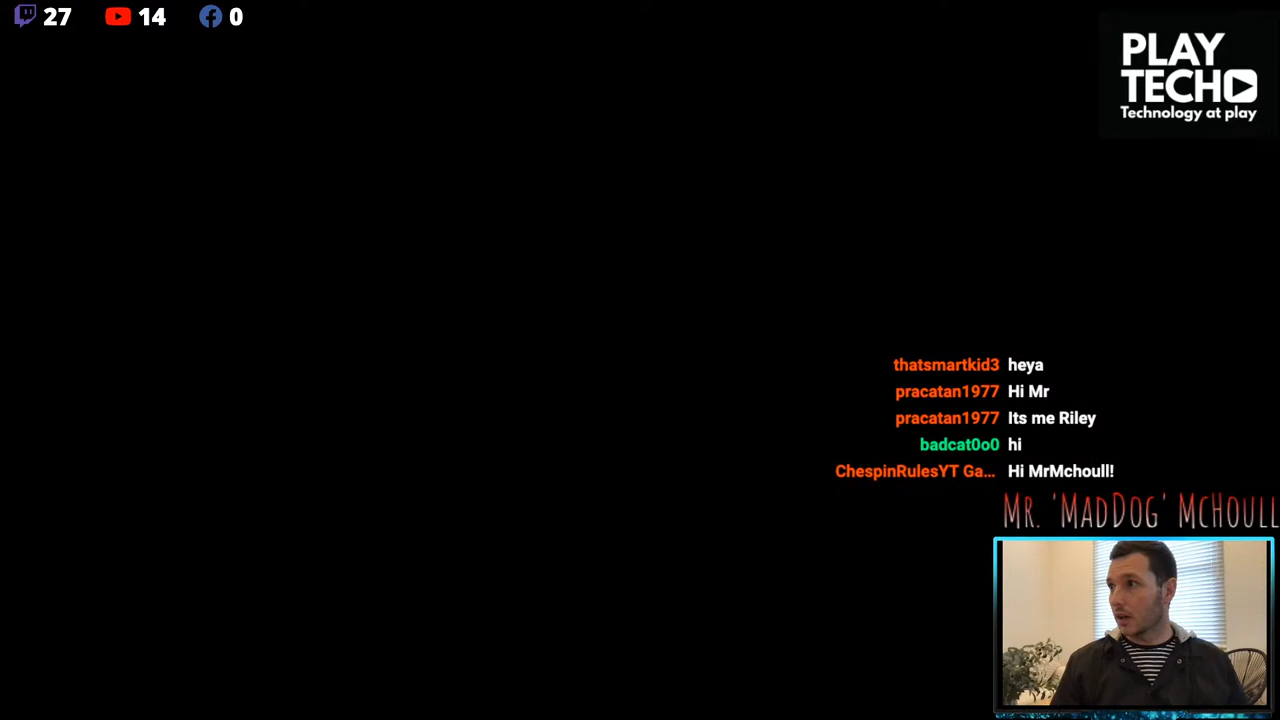 27 14 0
PLAY
TECH
Technology at play
thatsmartkid3 heya
pracatan1977 Hi Mr
pracatan1977 Its me Riley
badcat0o0 hi
ChespinRulesYT Ga... Hi MrMchoull!
Mr. 'MadDog' McHoull